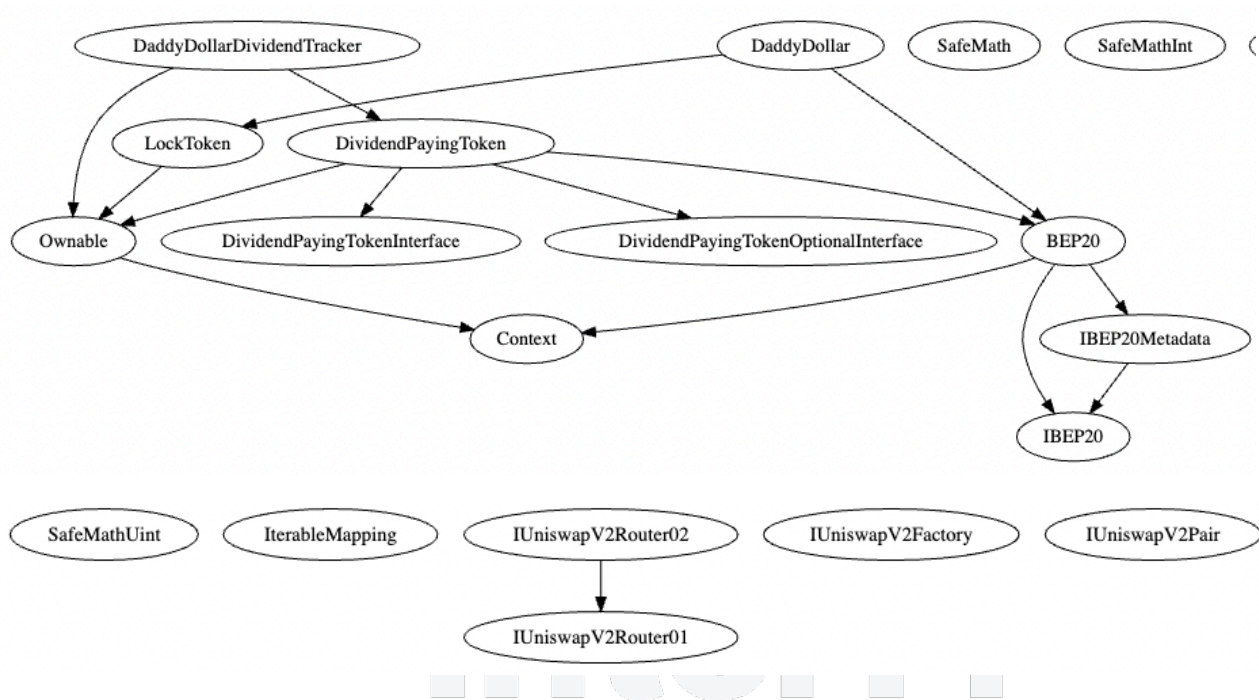 DaddyDollarDividendTracker DaddyDollar SafeMath SafeMathInt
LockToken DividendPayingToken
Ownable DividendPayingTokenInterface DividendPayingTokenOptionalInterface BEP20
Context IBEP20Metadata
IBEP20
SafeMathUint IterableMapping IUniswapV2Router02 IUniswapV2Factory IUniswapV2Pair
IUniswapV2Router01